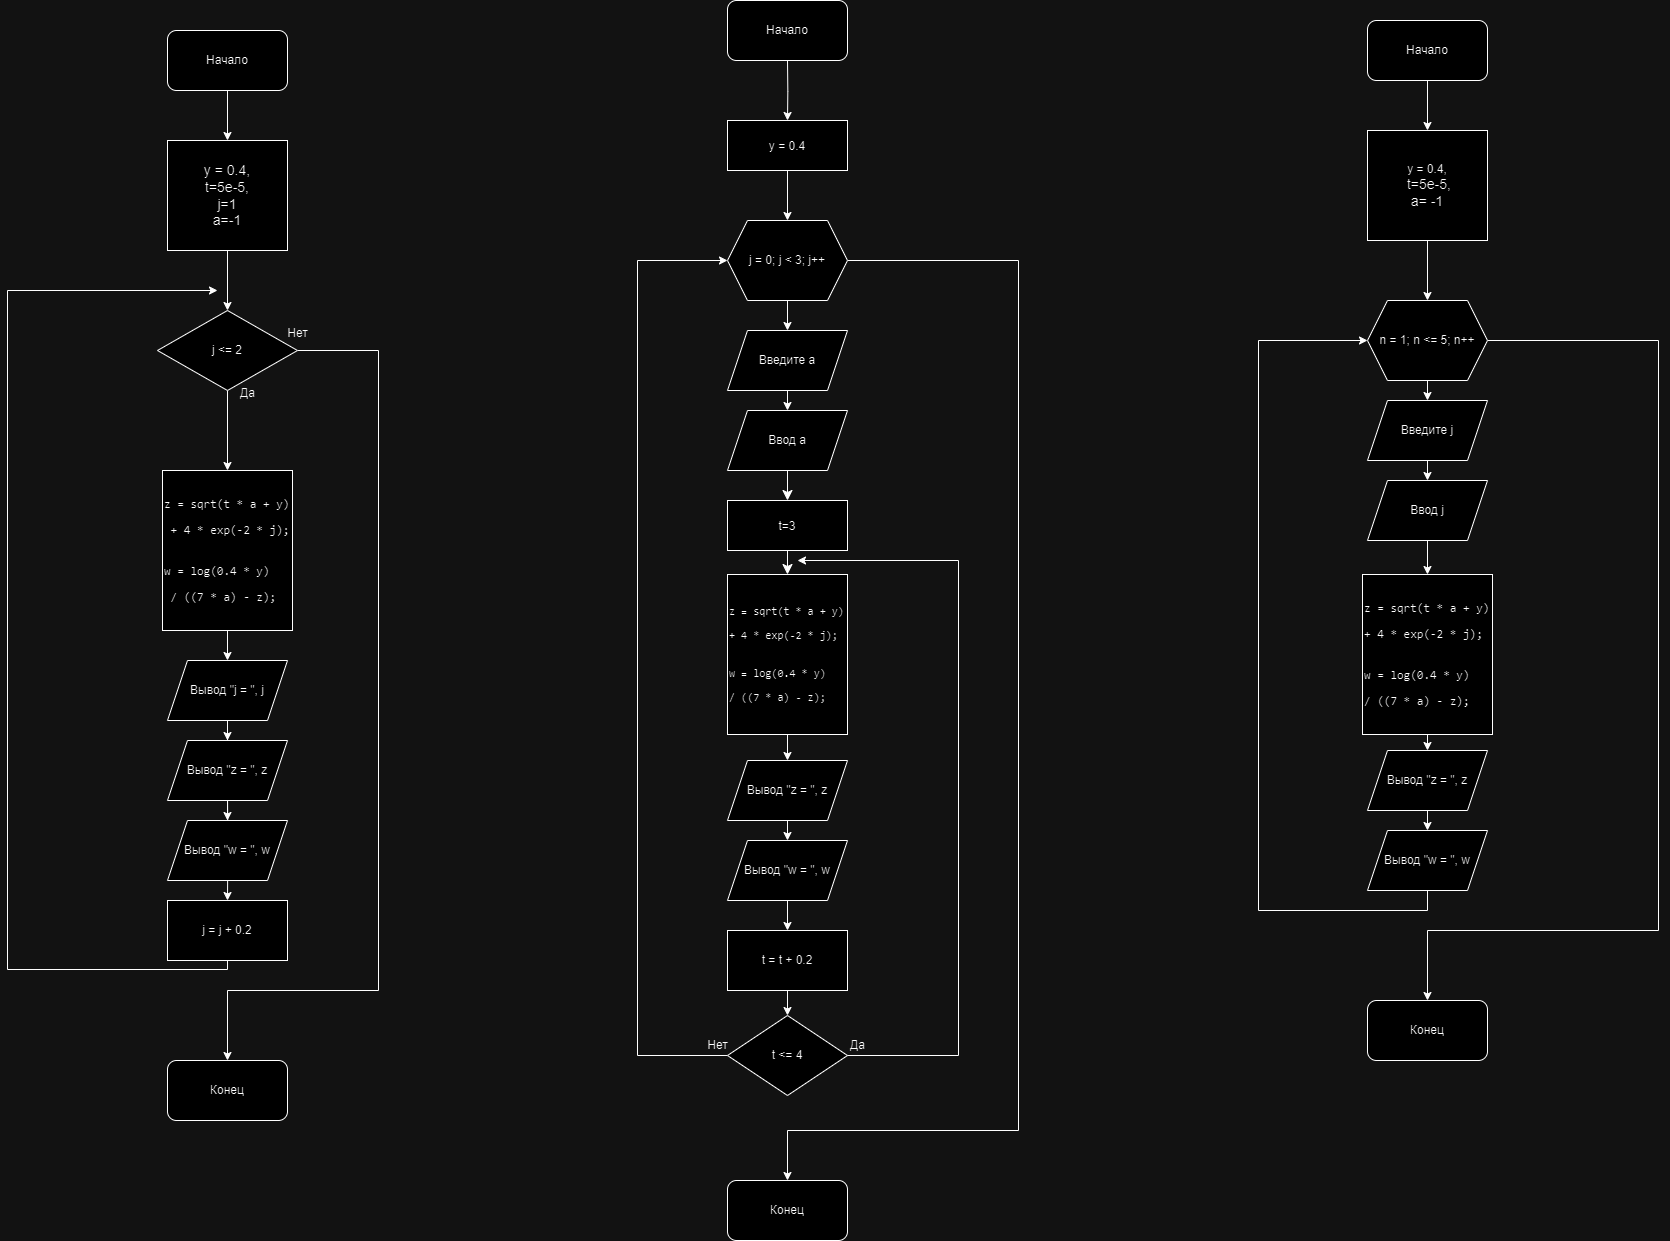 Начало
y = 0.4,
t=5e-5,
j=1
a=-1
j <= 2
Нет
Да
z = sqrt(t * a + y)
+ 4 * exp(-2 * j);
w = log(0.4 * y)
/ ((7 * a) - z);
Вывод "j = ", j
Вывод "z = ", z
Вывод "w = ", w
j = j + 0.2
Конец
Начало
y = 0.4
j = 0; j < 3; j++
Введите a
Ввод a
t=3
z = sqrt(t * a + y)
+ 4 * exp(-2 * j);
w = log(0.4 * y)
/ ((7 * a) - z);
Вывод "z = ", z
Вывод "w = ", w
t = t + 0.2
Нет
t <= 4
Да
Конец
Начало
y = 0.4,
t=5e-5,
a= -1
n = 1; n <= 5; n++
Введите j
Ввод j
z = sqrt(t * a + y)
+ 4 * exp(-2 * j);
w = log(0.4 * y)
/ ((7 * a) - z);
Вывод "z = ", z
Вывод "w = ", w
Конец